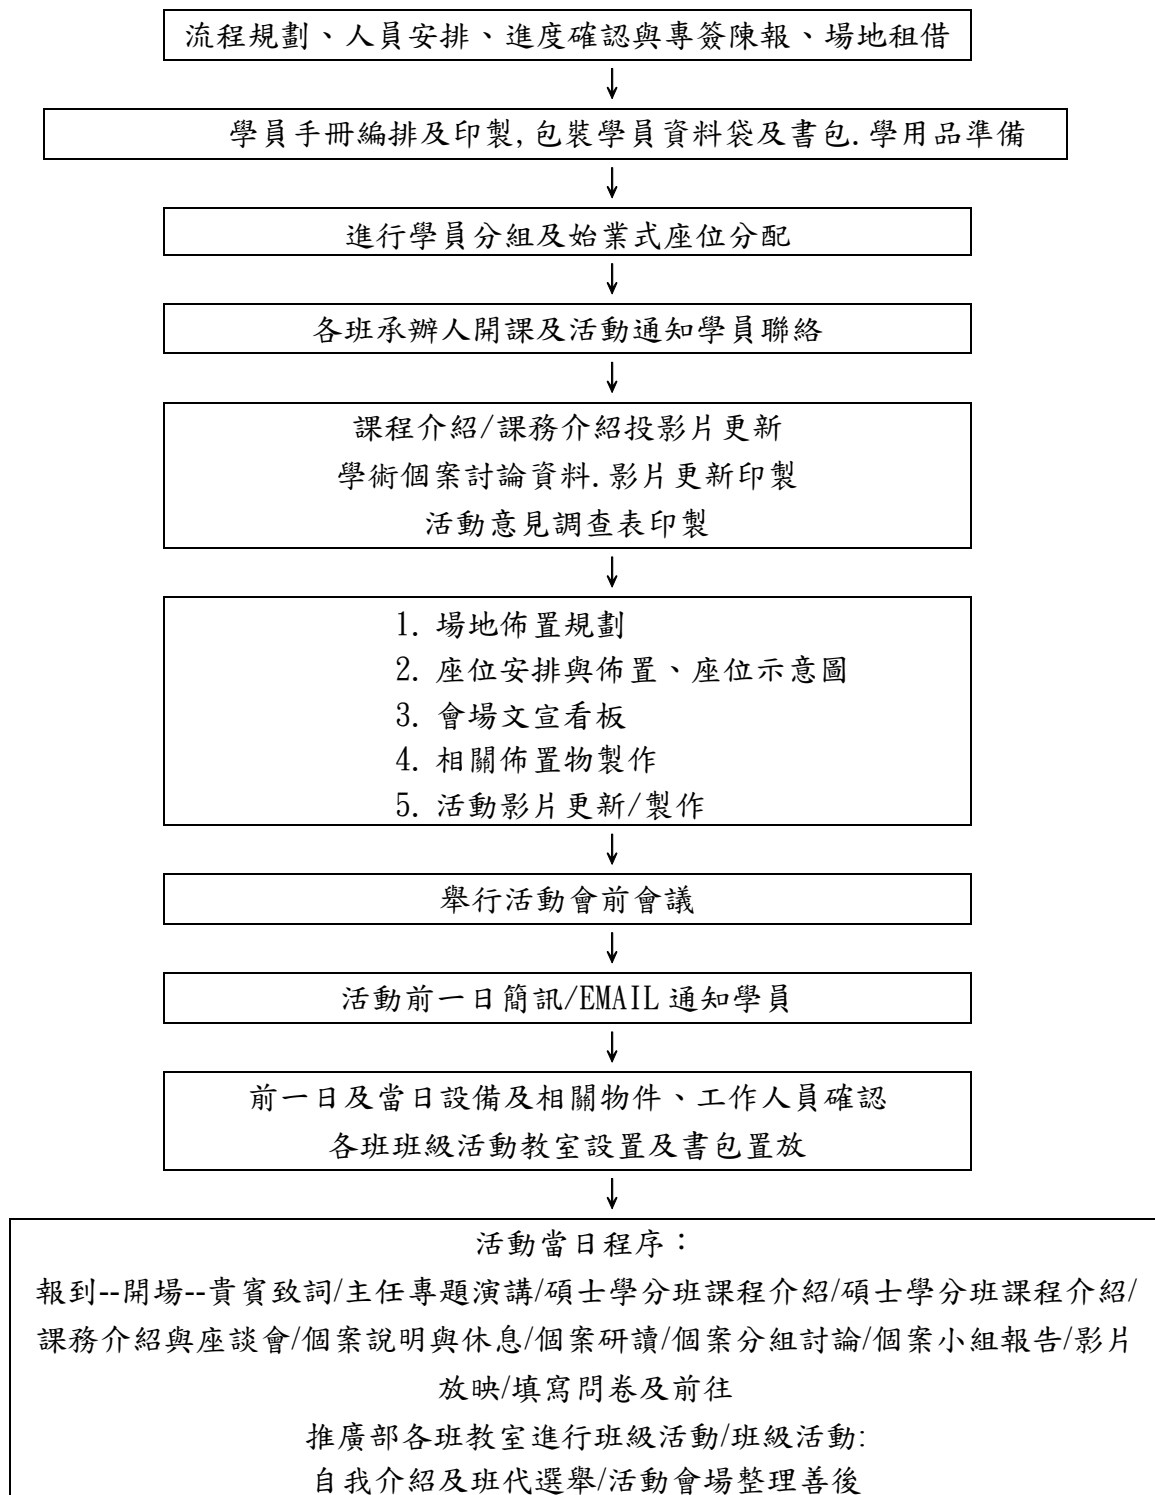 流程規劃、人員安排、進度確認與專簽陳報、場地租借
學員手冊編排及印製,包裝學員資料袋及書包.學用品準備
進行學員分組及始業式座位分配
各班承辦人開課及活動通知學員聯絡
課程介紹/課務介紹投影片更新
學術個案討論資料.影片更新印製
活動意見調查表印製
1. 場地佈置規劃
2. 座位安排與佈置、座位示意圖
3. 會場文宣看板
4. 相關佈置物製作
5. 活動影片更新/製作
舉行活動會前會議
活動前一日簡訊/EMAIL 通知學員
前一日及當日設備及相關物件、工作人員確認
各班班級活動教室設置及書包置放
活動當日程序：
報到--開場--貴賓致詞/主任專題演講/碩士學分班課程介紹/碩士學分班課程介紹/
課務介紹與座談會/個案說明與休息/個案研讀/個案分組討論/個案小組報告/影片
放映/填寫問卷及前往
推廣部各班教室進行班級活動/班級活動:
自我介紹及班代選舉/活動會場整理善後